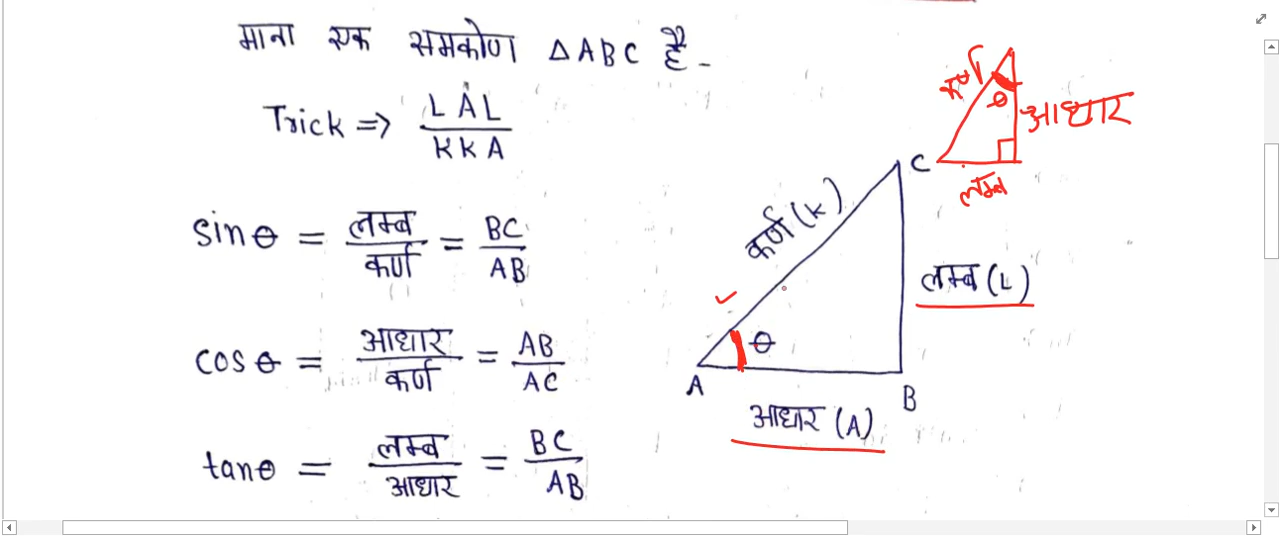 माना एक समकोण ΔABC है -
Trick => LAL / KKA
sinθ = लम्ब / कर्ण = BC / AB
cosθ = आधार / कर्ण = AB / AC
tanθ = लम्ब / आधार = BC / AB
कर्ण
θ
आधार
लम्ब
C
कर्ण (K)
लम्ब (L)
θ
A
B
आधार (A)